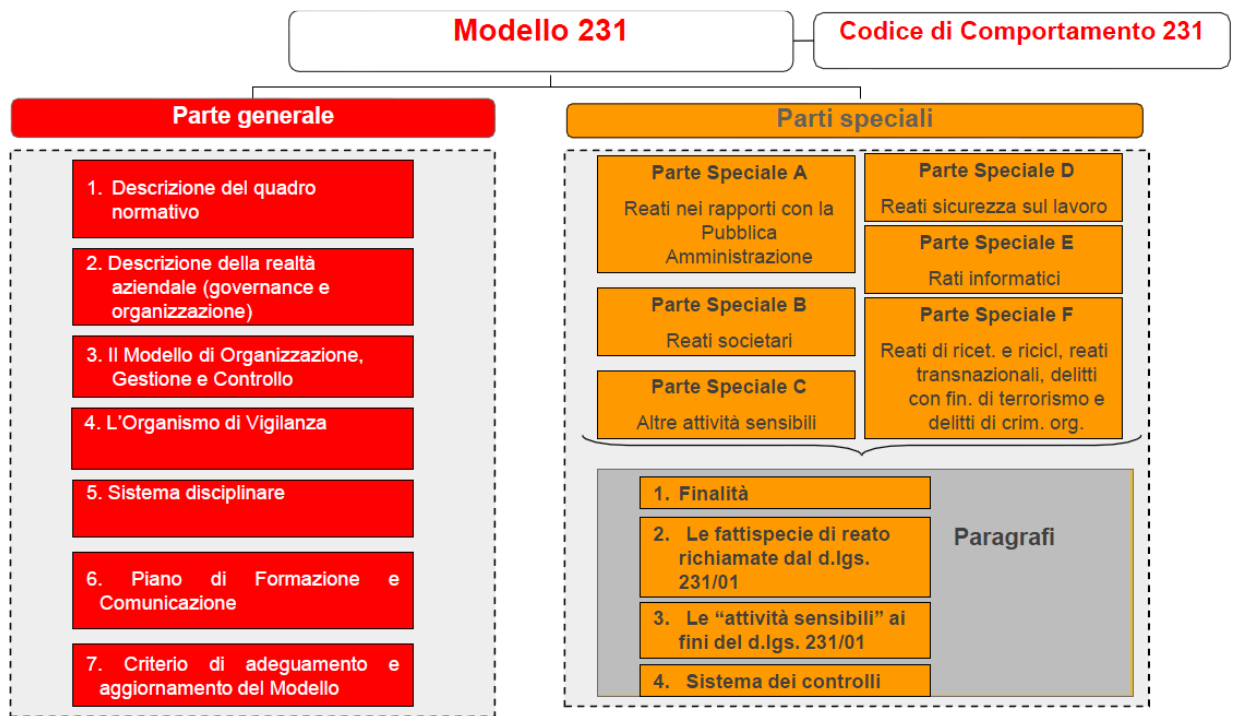 Modello 231
Codice di Comportamento 231
Parte generale
1. Descrizione del quadro
normativo
2. Descrizione della realtà
aziendale (governance e
organizzazione)
3. Il Modello di Organizzazione,
Gestione e Controllo
4. L'Organismo di Vigilanza
5. Sistema disciplinare
6. Piano di Formazione e
Comunicazione
7. Criterio di adeguamento e
aggiornamento del Modello
Parti speciali
Parte Speciale A
Reati nei rapporti con la
Pubblica
Amministrazione
Parte Speciale B
Reati societari
Parte Speciale C
Altre attività sensibili
Parte Speciale D
Reati sicurezza sul lavoro
Parte Speciale E
Rati informatici
Parte Speciale F
Reati di ricet. e ricicl, reati
transnazionali, delitti
con fin. di terrorismo e
delitti di crim. org.
1. Finalità
2. Le fattispecie di reato
richiamate dal d.lgs.
231/01
3. Le “attività sensibili” ai
fini del d.lgs. 231/01
4. Sistema dei controlli
Paragrafi